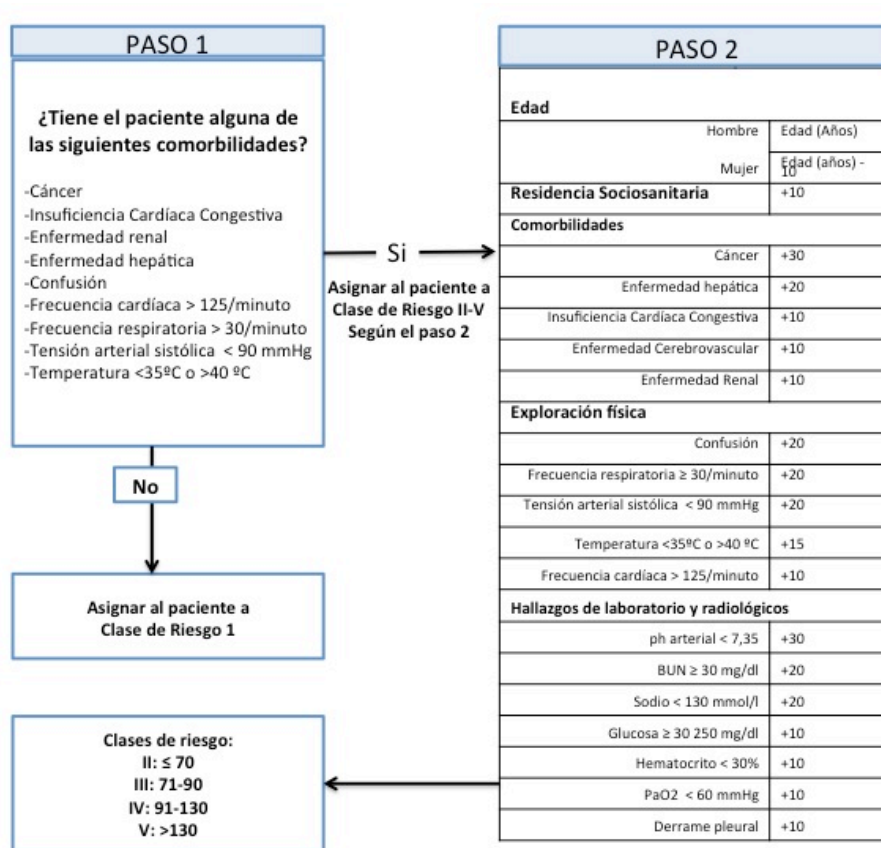 PASO 1
¿Tiene el paciente alguna de
las siguientes comorbilidades?
-Cáncer
-Insuficiencia Cardíaca Congestiva
-Enfermedad renal
-Enfermedad hepática
-Confusión
-Frecuencia cardíaca > 125/minuto
-Frecuencia respiratoria > 30/minuto
-Tensión arterial sistólica < 90 mmHg
-Temperatura <35ºC o >40 ºC
No
Asignar al paciente a
Clase de Riesgo 1
Si
Asignar al paciente a
Clase de Riesgo II-V
Según el paso 2
PASO 2
Edad
Hombre Edad (Años)
Mujer Edad (años) -
10
Residencia Sociosanitaria +10
Comorbilidades
Cáncer +30
Enfermedad hepática +20
Insuficiencia Cardíaca Congestiva +10
Enfermedad Cerebrovascular +10
Enfermedad Renal +10
Exploración física
Confusión +20
Frecuencia respiratoria ≥ 30/minuto +20
Tensión arterial sistólica < 90 mmHg +20
Temperatura <35ºC o >40 ºC +15
Frecuencia cardíaca > 125/minuto +10
Hallazgos de laboratorio y radiológicos
ph arterial < 7,35 +30
BUN ≥ 30 mg/dl +20
Sodio < 130 mmol/l +20
Glucosa ≥ 30 250 mg/dl +10
Hematocrito < 30% +10
PaO2 < 60 mmHg +10
Derrame pleural +10
Clases de riesgo:
II: ≤ 70
III: 71-90
IV: 91-130
V: >130